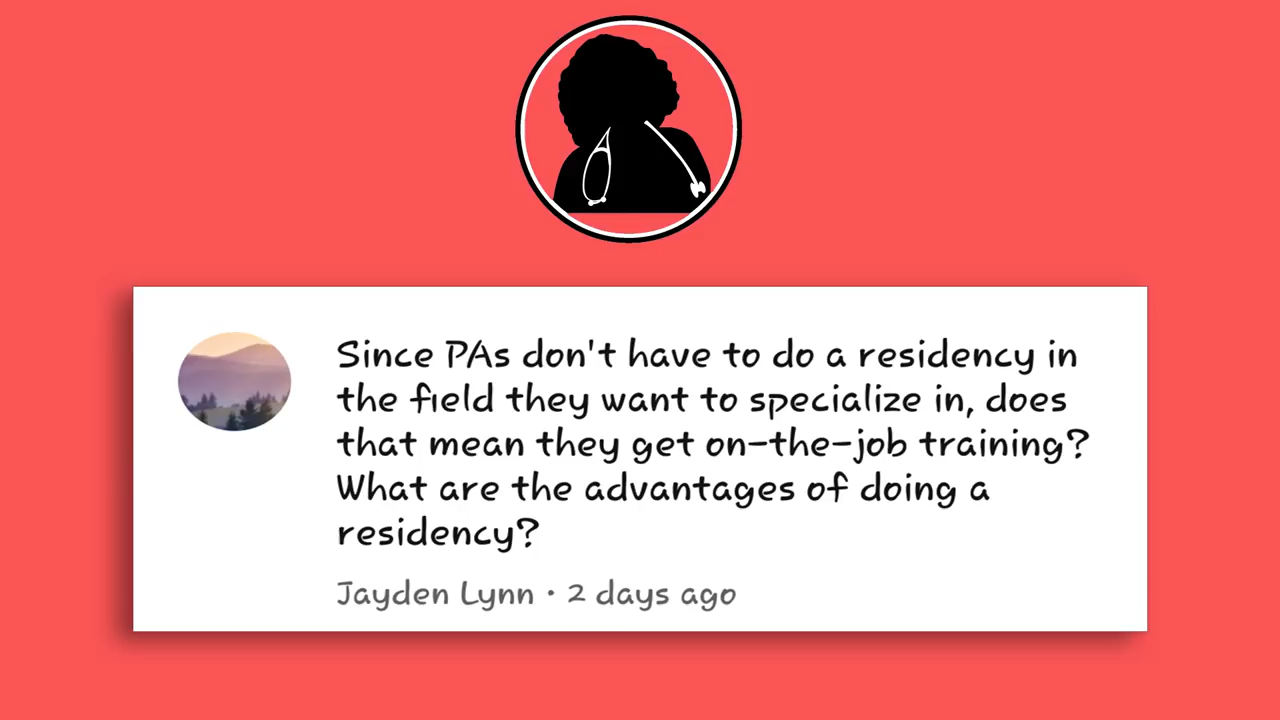 Since PAs don't have to do a residency in
the field they want to specialize in, does
that mean they get on-the-job training?
What are the advantages of doing a
residency?
Jayden Lynn • 2 days ago